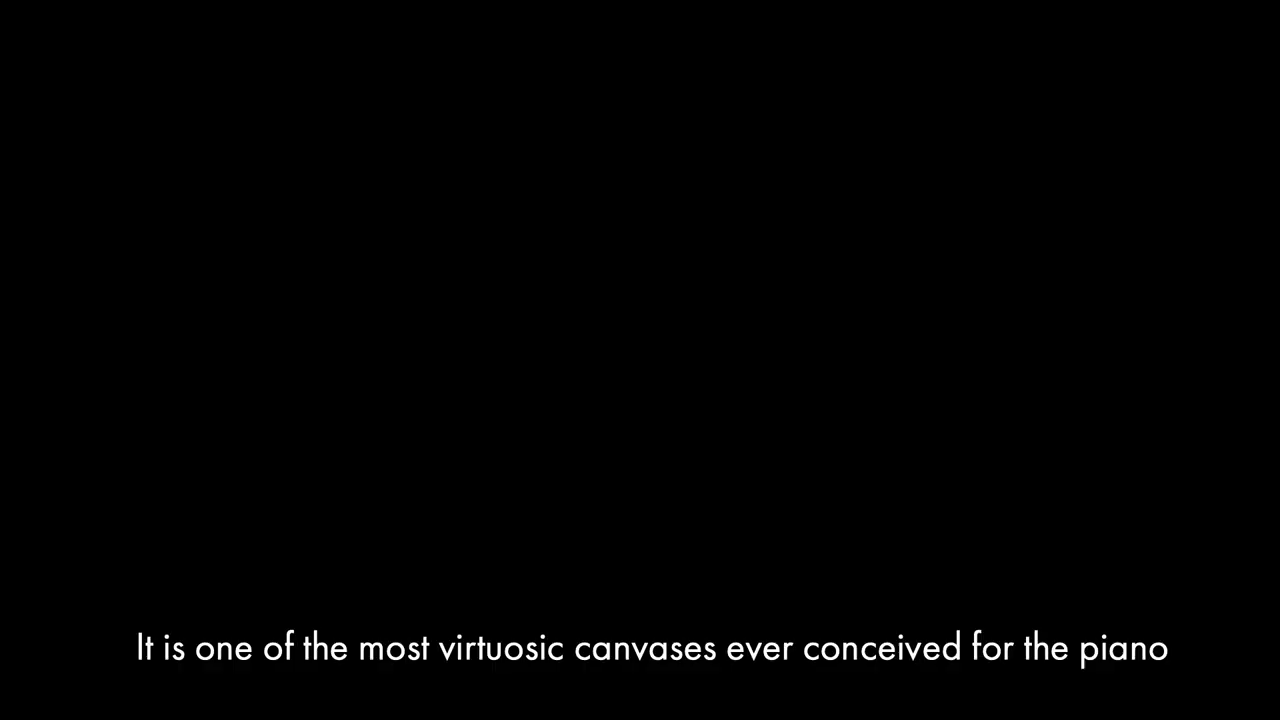 It is one of the most virtuosic canvases ever conceived for the piano